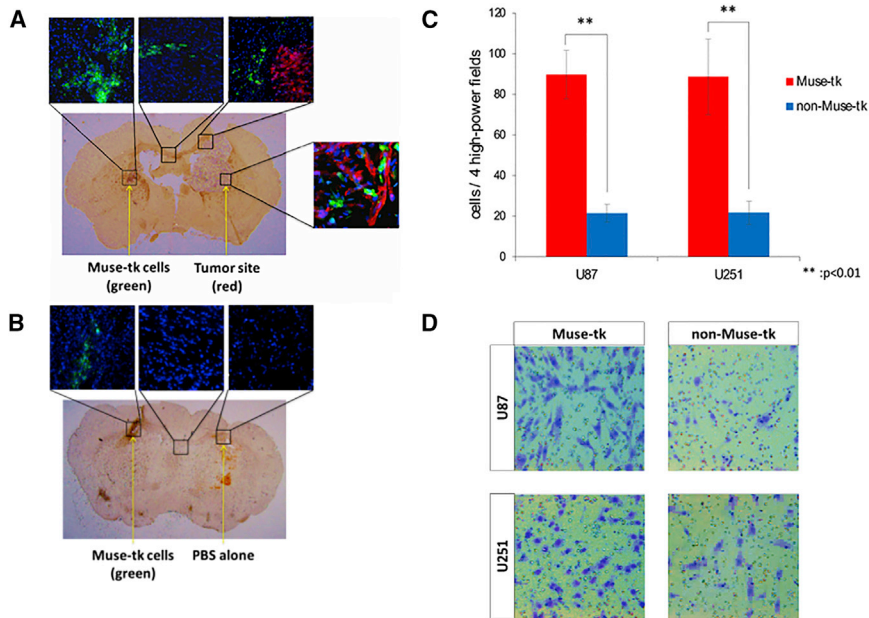 A
Muse-tk cells
(green)
Tumor site
(red)
B
Muse-tk cells
(green)
PBS alone
C
cells / 4 high-power fields
120
100
80
60
40
20
0
**
**
U87
U251
Muse-tk
non-Muse-tk
** :p<0.01
D
Muse-tk
non-Muse-tk
U87
U251